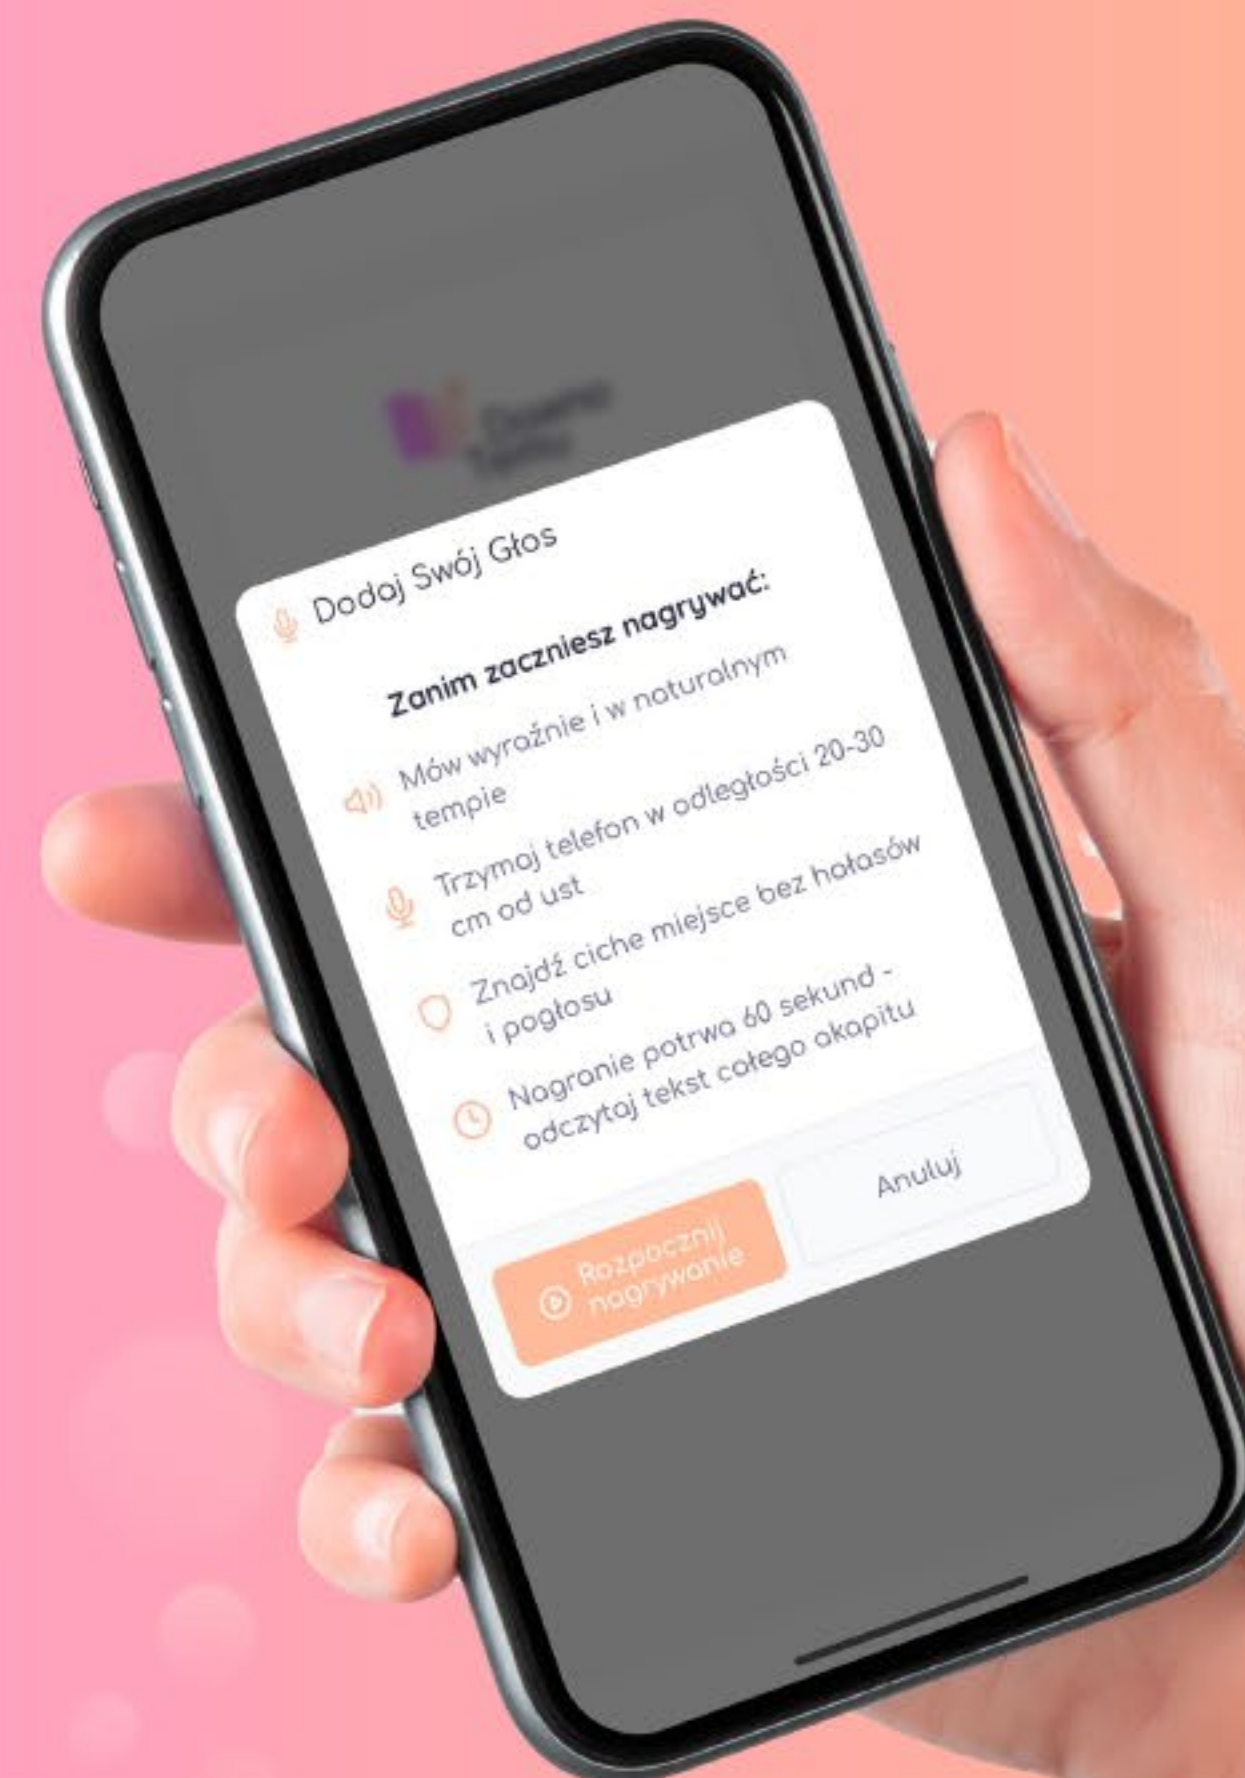 Dodaj Swój Głos
Zanim zaczniesz nagrywać:
Mów wyraźnie i w naturalnym
tempie
Trzymaj telefon w odległości 20-30
cm od ust
Znajdź ciche miejsce bez hałasów
i pogłosu
Nagranie potrwa 60 sekund -
odczytaj tekst całego akapitu
Rozpocznij
nagrywanie
Anuluj